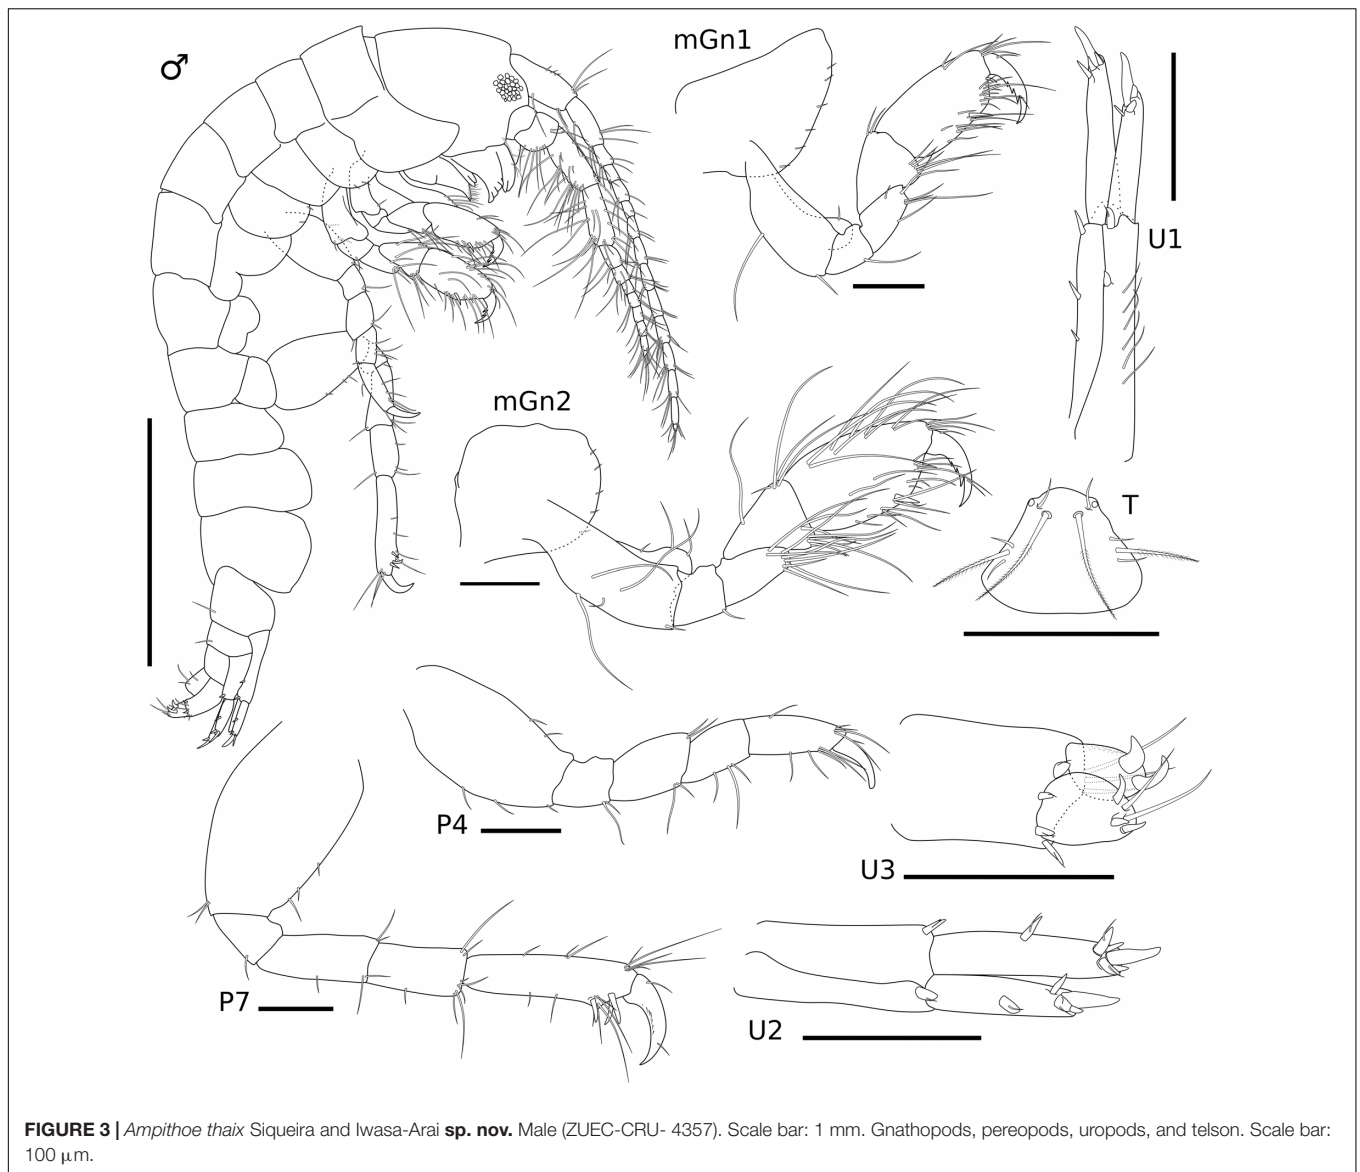 ♂
mGn1
U1
mGn2
T
P4
U3
P7
U2
FIGURE 3 | Ampithoe thaix Siqueira and Iwasa-Arai sp. nov. Male (ZUEC-CRU- 4357). Scale bar: 1 mm. Gnathopods, pereopods, uropods, and telson. Scale bar:
100 μm.